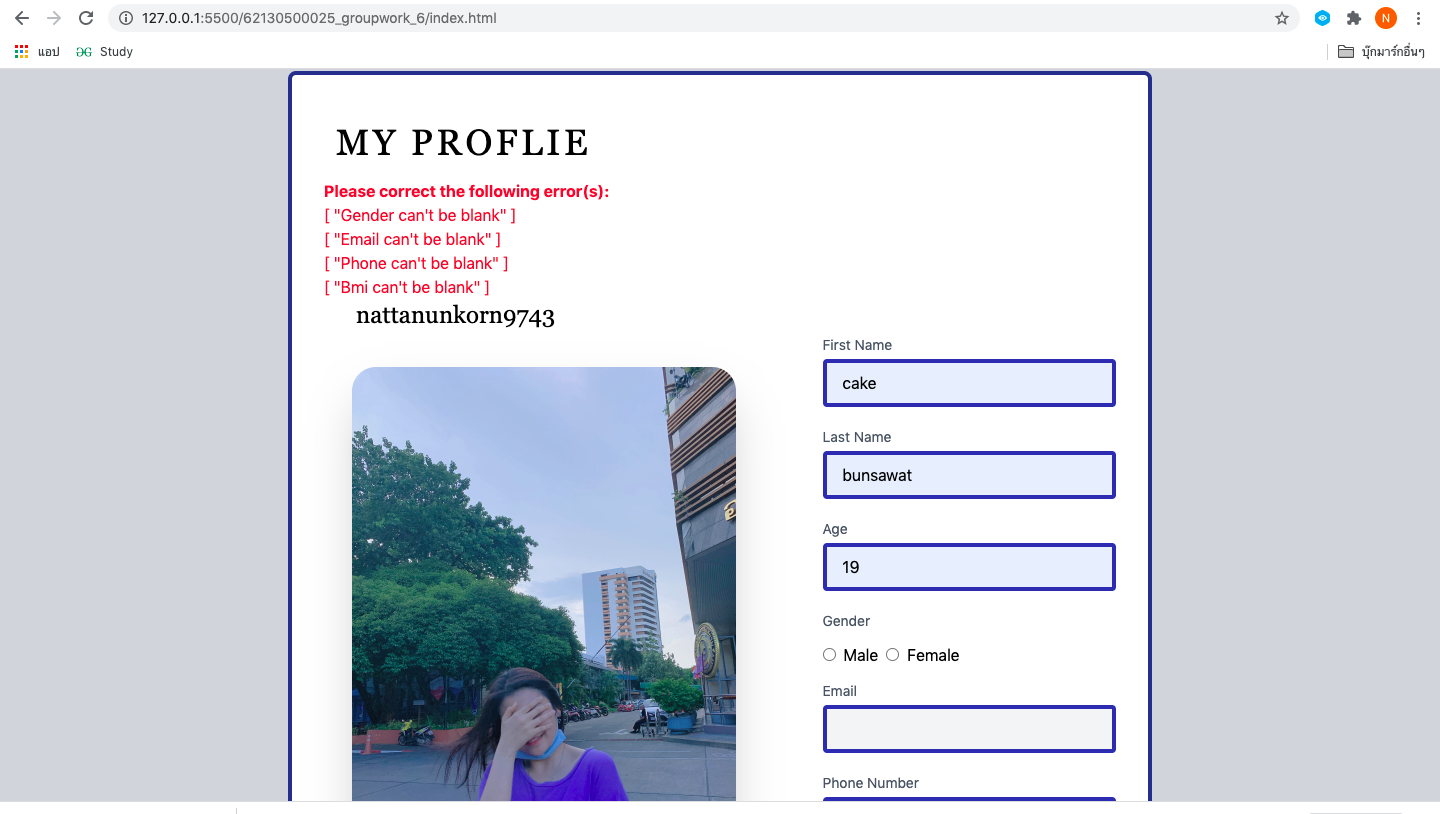 127.0.0.1:5500/62130500025_groupwork_6/index.html
N
แอป
Study
บุ๊กมาร์กอื่นๆ
MY PROFLIE
Please correct the following error(s):
[ "Gender can't be blank" ]
[ "Email can't be blank" ]
[ "Phone can't be blank" ]
[ "Bmi can't be blank" ]
nattanunkorn9743
First Name
cake
Last Name
bunsawat
Age
19
Gender
Male
Female
Email
Phone Number